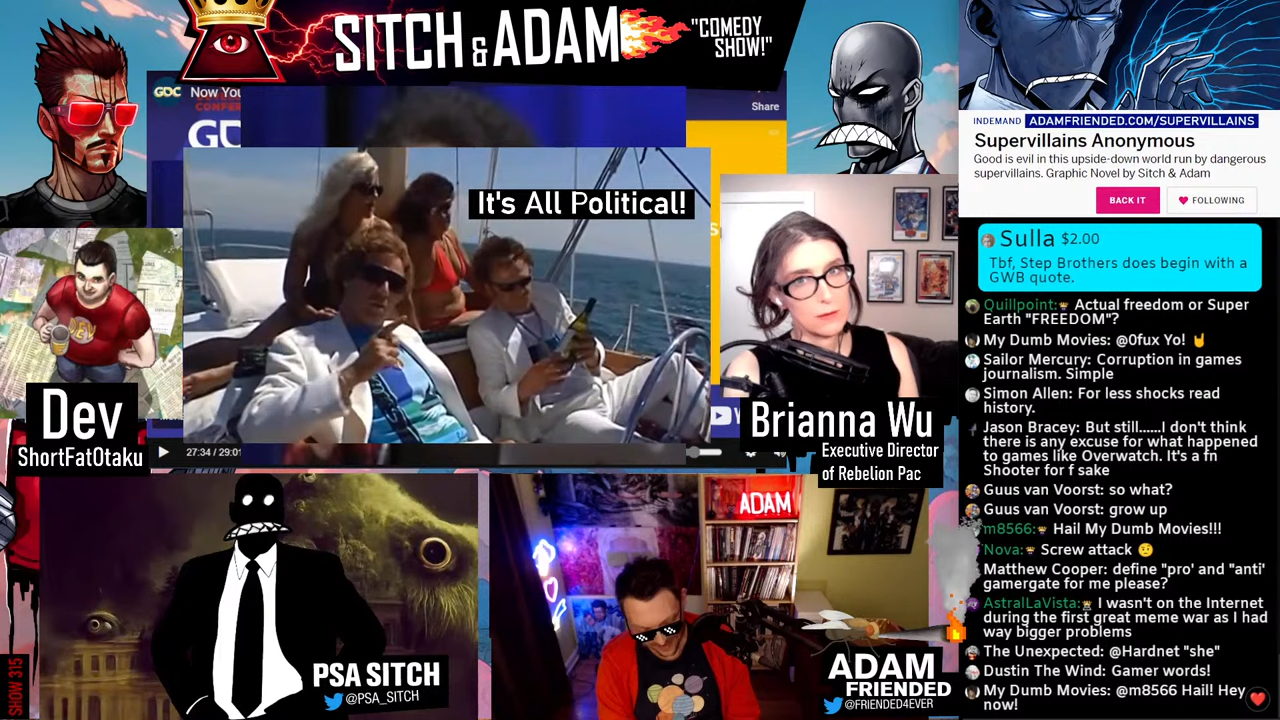 SITCH & ADAM
"COMEDY
SHOW!"
GDC
Now You
CONFE
GD
Share
It's All Political!
S
DEV
Dev
ShortFatOtaku
27:34 / 29:01
Brianna Wu
Executive Director
of Rebelion Pac
ADAM
PSA SITCH
@PSA_SITCH
ADAM
FRIENDED
@FRIENDED4EVER
SHOW 315
INDEMAND ADAMFRIENDED.COM/SUPERVILLAINS
Supervillains Anonymous
Good is evil in this upside-down world run by dangerous
supervillains. Graphic Novel by Sitch & Adam
BACK IT
FOLLOWING
Sulla $2.00
Tbf, Step Brothers does begin with a
GWB quote.
Quillpoint: Actual freedom or Super
Earth "FREEDOM"?
My Dumb Movies: @0fux Yo! 🤘
Sailor Mercury: Corruption in games
journalism. Simple
Simon Allen: For less shocks read
history.
Jason Bracey: But still......I don't think
there is any excuse for what happened
to games like Overwatch. It's a fn
Shooter for f sake
Guus van Voorst: so what?
Guus van Voorst: grow up
m8566: Hail My Dumb Movies!!!
Nova: Screw attack 🤨
Matthew Cooper: define "pro' and "anti'
gamergate for me please?
AstralLaVista: I wasn't on the Internet
during the first great meme war as I had
way bigger problems
The Unexpected: @Hardnet "she"
Dustin The Wind: Gamer words!
My Dumb Movies: @m8566 Hail! Hey
now!